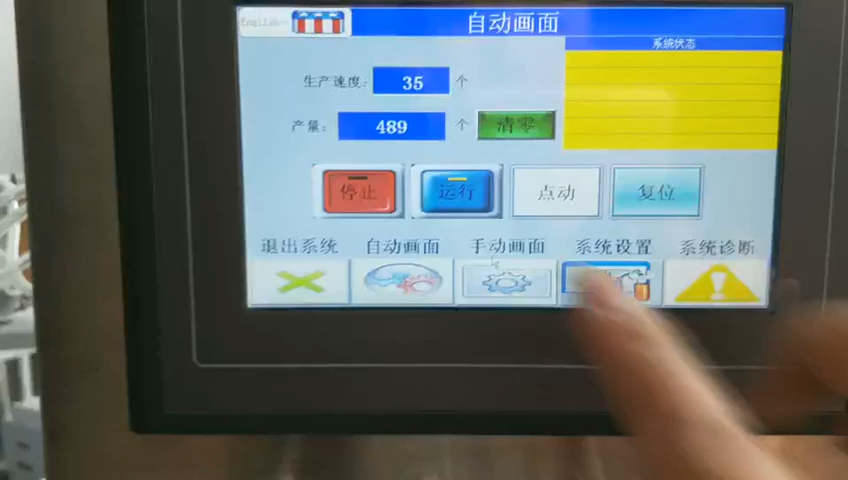 English
自动画面
系统状态
生产速度: 35 个
产量: 489 个 清零
停止 运行 点动 复位
退出系统 自动画面 手动画面 系统设置 系统诊断